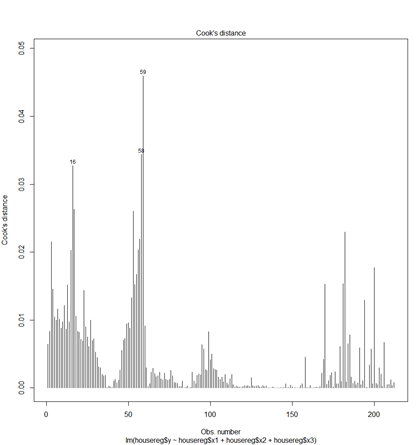 Cook's distance
0.05
0.04
0.03
0.02
0.01
0.00
Cook's distance
59
58
16
0 50 100 150 200
Obs. number
lm(housereg$y ~ housereg$x1 + housereg$x2 + housereg$x3)